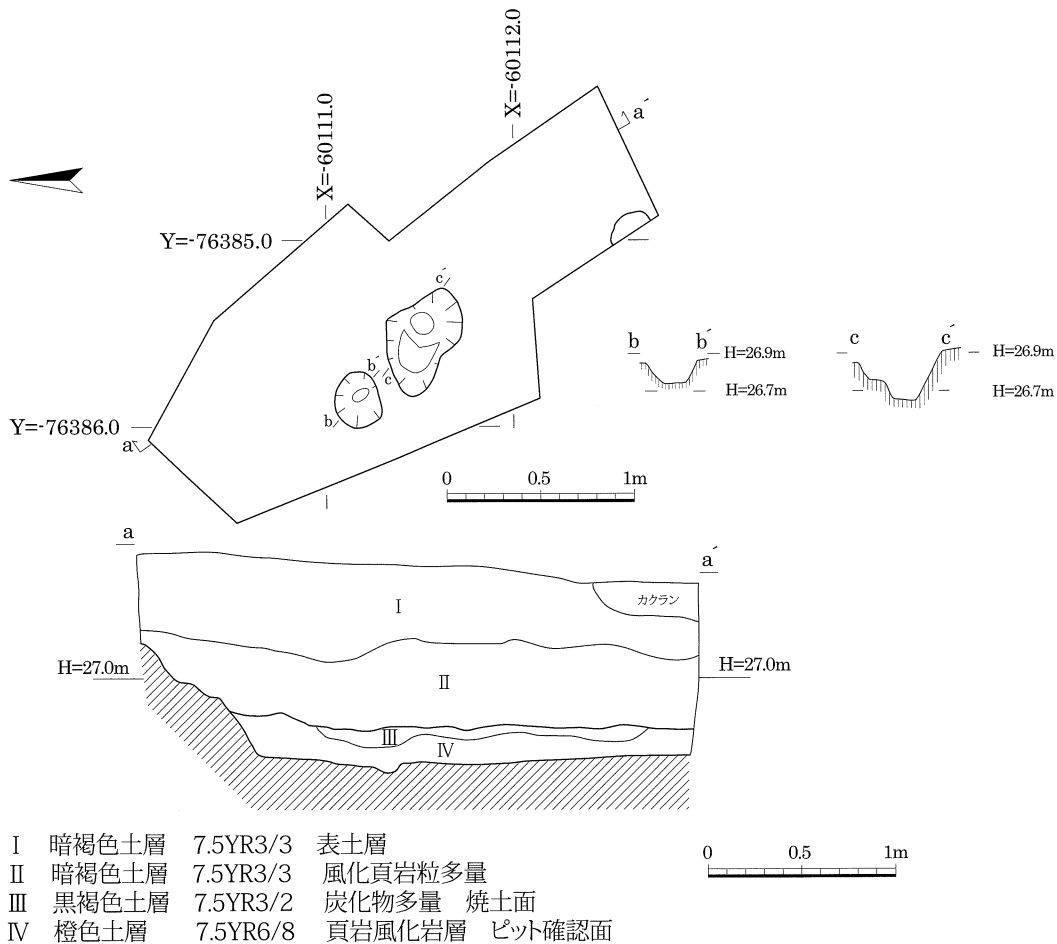 X=-60111.0
X=-60112.0
a´
Y=-76385.0
c´
b´
c
b
Y=-76386.0
a
b b´ H=26.9m
H=26.7m
c c´ H=26.9m
H=26.7m
0 0.5 1m
a
a´
カクラン
Ⅰ
H=27.0m
H=27.0m
Ⅱ
Ⅲ
Ⅳ
Ⅰ 暗褐色土層 7.5YR3/3 表土層
Ⅱ 暗褐色土層 7.5YR3/3 風化頁岩粒多量
Ⅲ 黒褐色土層 7.5YR3/2 炭化物多量 焼土面
Ⅳ 橙色土層 7.5YR6/8 頁岩風化岩層 ピット確認面
0 0.5 1m